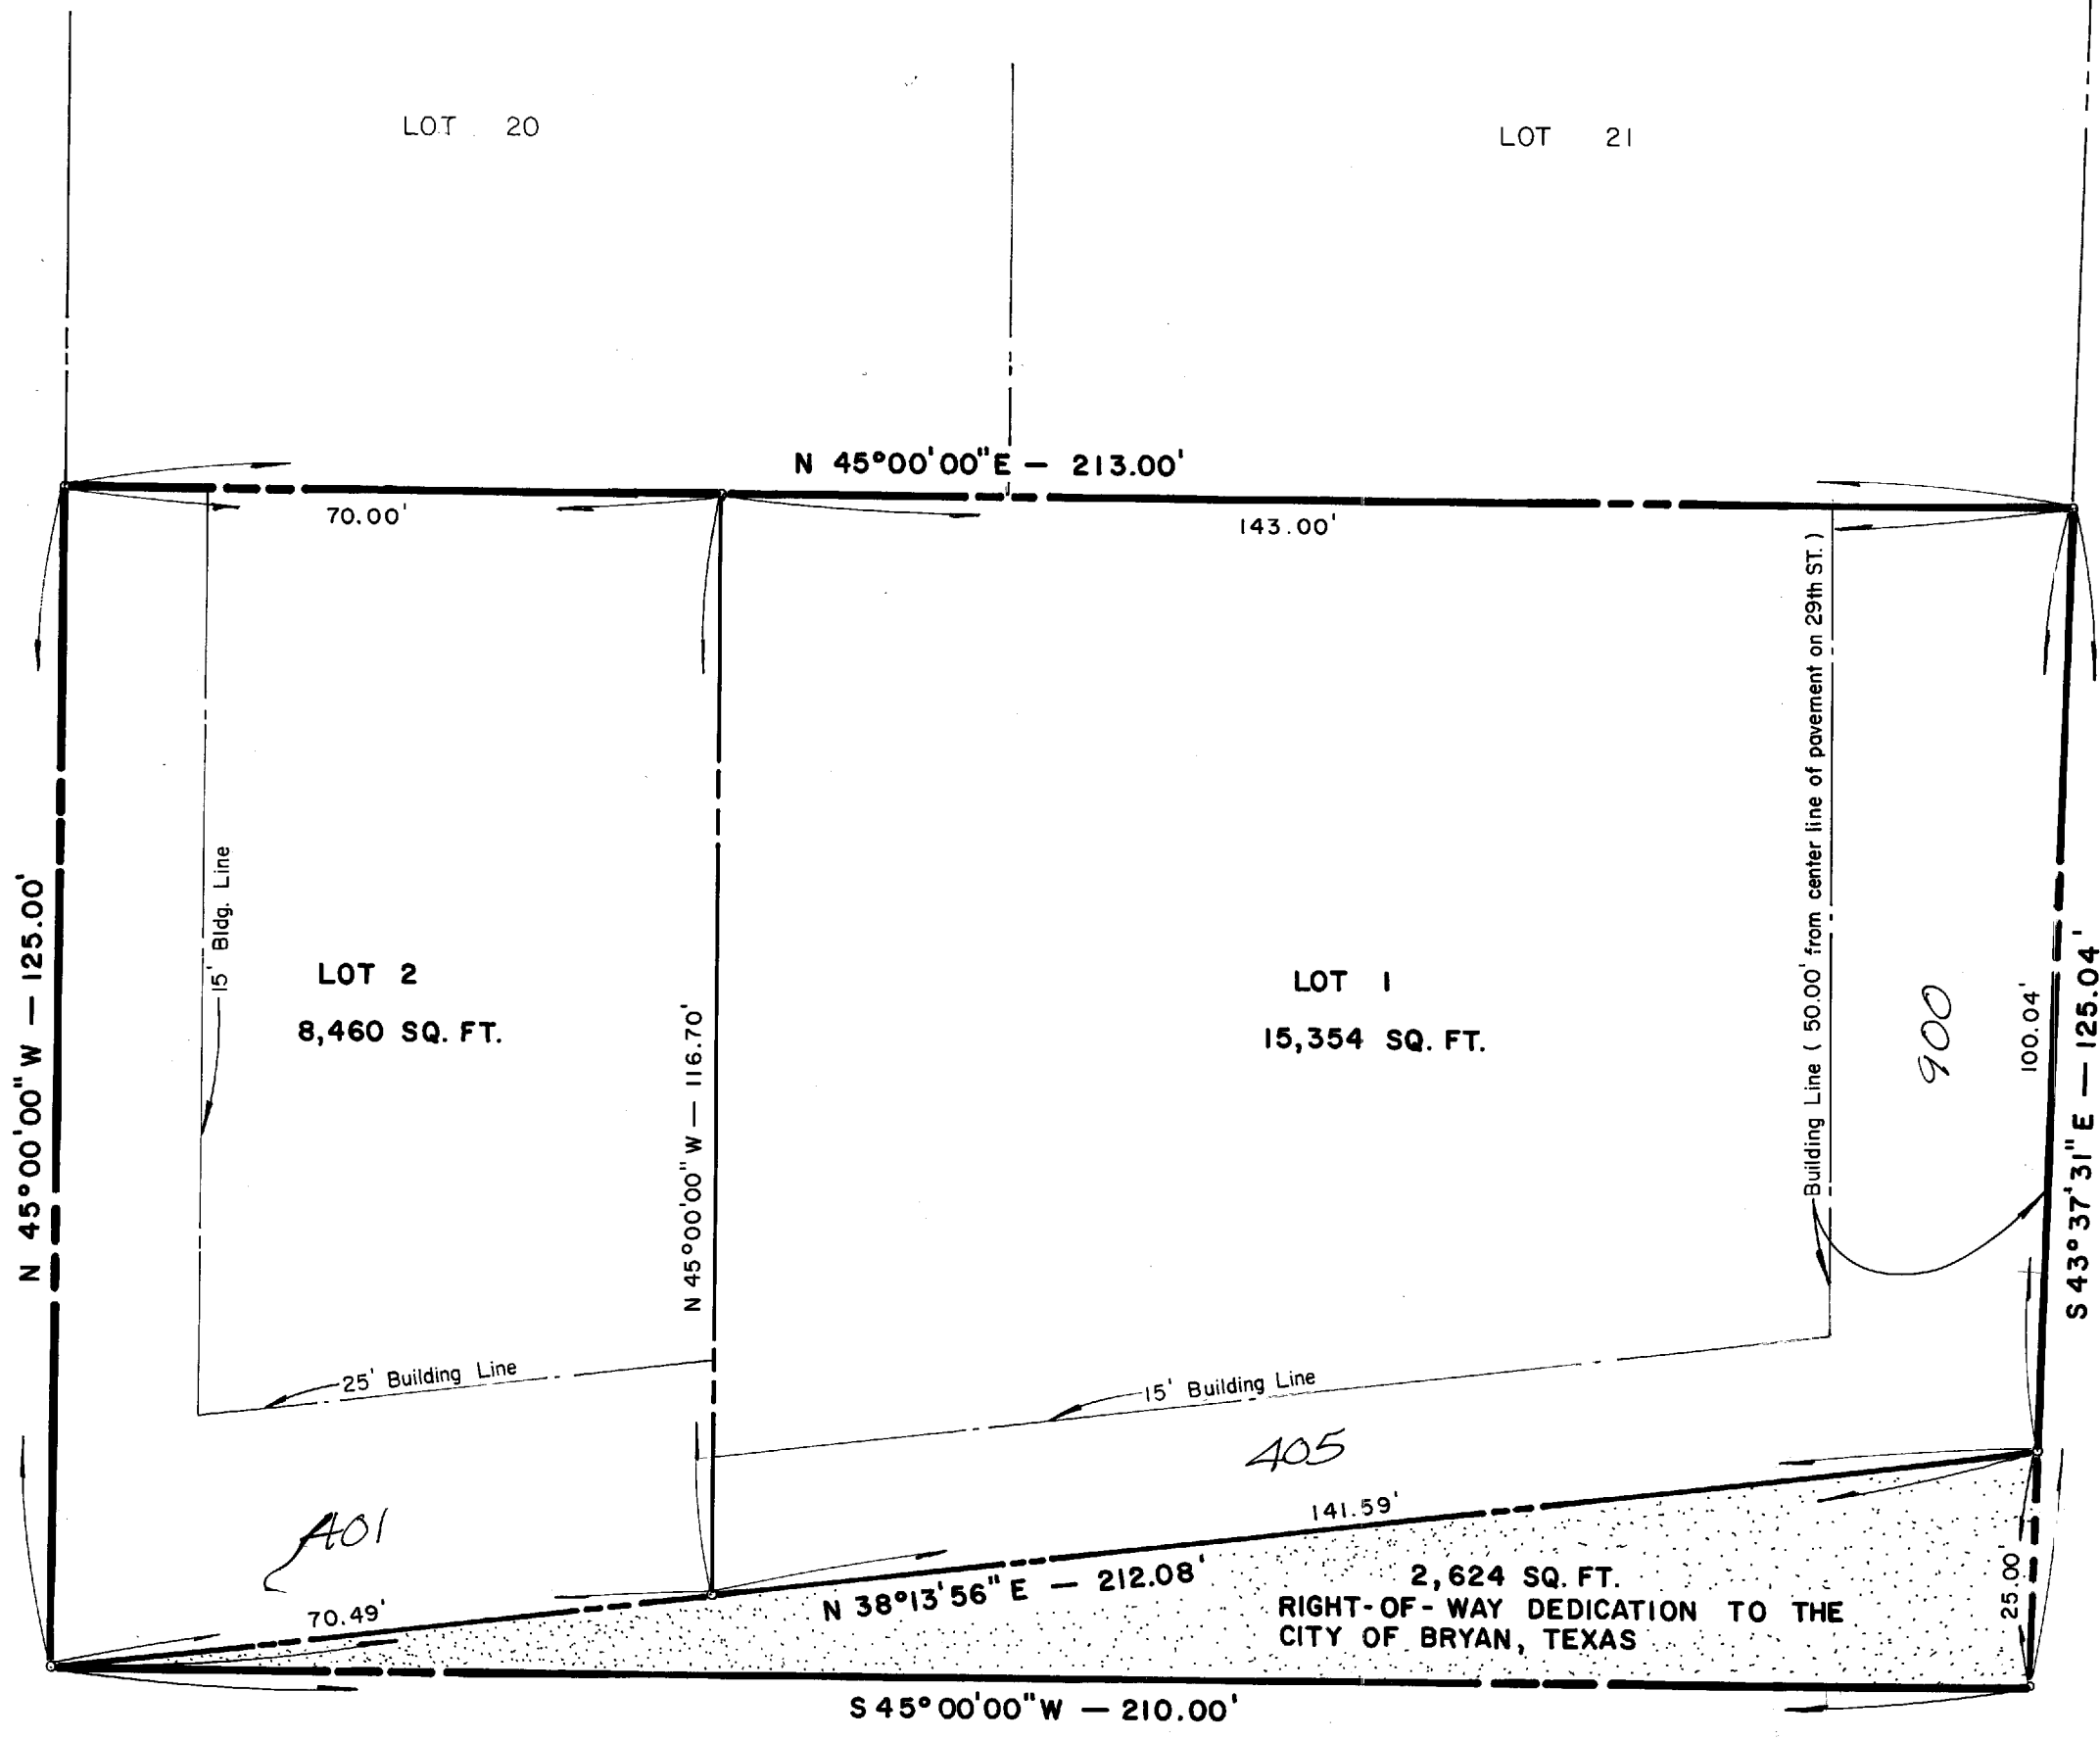 LOT 20
LOT 21
N 45°00'00"E — 213.00'
70.00'
143.00'
N 45°00'00"W — 125.00'
15' Bldg. Line
LOT 2
8,460 SQ. FT.
N 45°00'00"W — 116.70'
LOT 1
15,354 SQ. FT.
Building Line ( 50.00' from center line of pavement on 29th ST. )
900
100.04'
S 43°37'31"E — 125.04'
25' Building Line
15' Building Line
405
401
141.59'
70.49'
N 38°13'56"E — 212.08'
2,624 SQ. FT.
RIGHT-OF-WAY DEDICATION TO THE
CITY OF BRYAN, TEXAS
25.00'
S 45°00'00"W — 210.00'